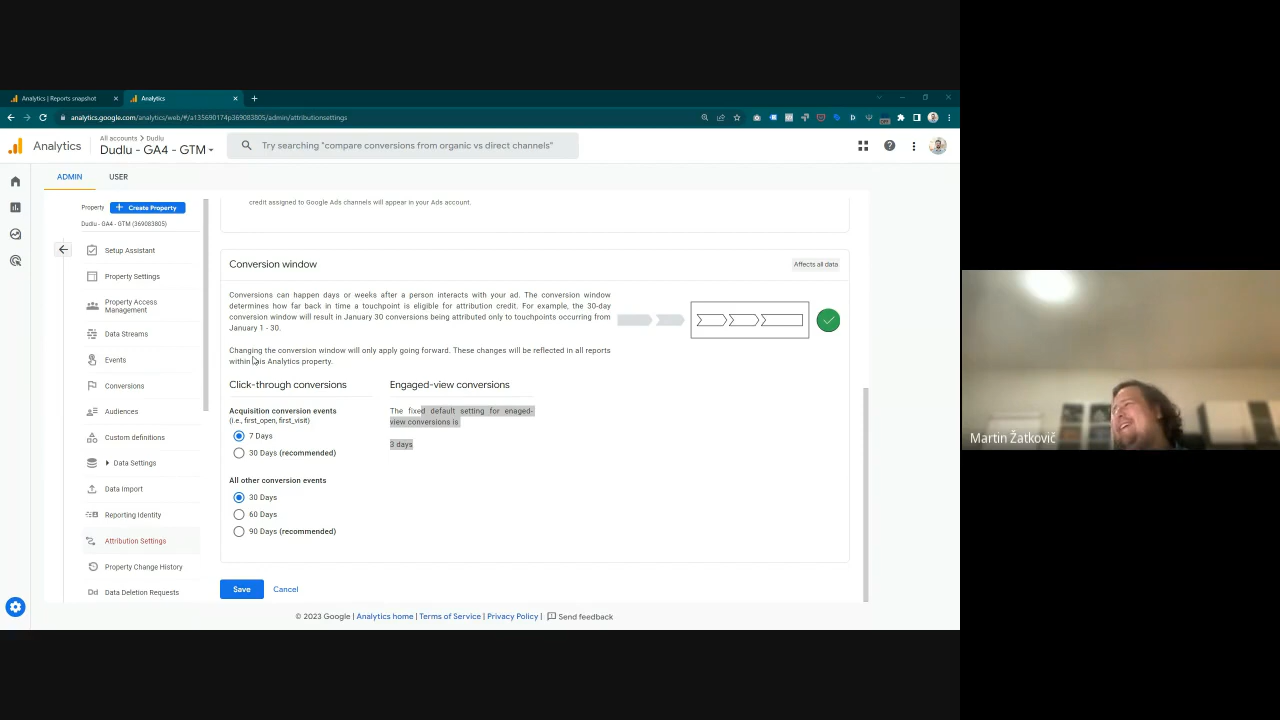 Analytics | Reports snapshot
Analytics
analytics.google.com/analytics/web/#/a135690174p369083805/admin/attributionsettings
Analytics
All accounts > Dudlu
Dudlu - GA4 - GTM
Try searching "compare conversions from organic vs direct channels"
ADMIN
USER
Property
Create Property
Dudlu - GA4 - GTM (369083805)
Setup Assistant
Property Settings
Property Access
Management
Data Streams
Events
Conversions
Audiences
Custom definitions
Data Settings
Data Import
Reporting Identity
Attribution Settings
Property Change History
Data Deletion Requests
credit assigned to Google Ads channels will appear in your Ads account.
Conversion window
Affects all data
Conversions can happen days or weeks after a person interacts with your ad. The conversion window
determines how far back in time a touchpoint is eligible for attribution credit. For example, the 30-day
conversion window will result in January 30 conversions being attributed only to touchpoints occurring from
January 1 - 30.
Changing the conversion window will only apply going forward. These changes will be reflected in all reports
within this Analytics property.
Click-through conversions
Acquisition conversion events
(i.e., first_open, first_visit)
7 Days
30 Days (recommended)
All other conversion events
30 Days
60 Days
90 Days (recommended)
Engaged-view conversions
The fixed default setting for enaged-
view conversions is
3 days
Save
Cancel
© 2023 Google | Analytics home | Terms of Service | Privacy Policy | Send feedback
Martin Žatkovič